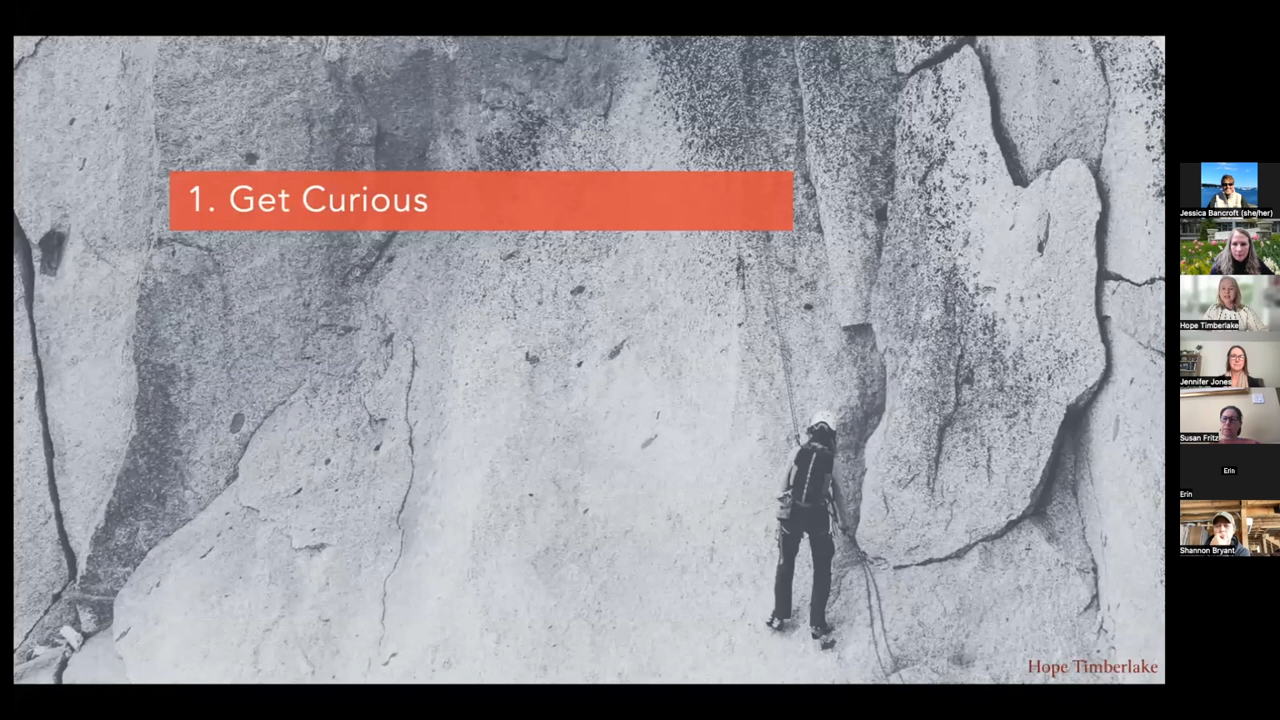 1. Get Curious
Hope Timberlake
Jessica Bancroft (she/her)
Hope Timberlake
Jennifer Jones
Susan Fritz
Erin
Erin
Shannon Bryant